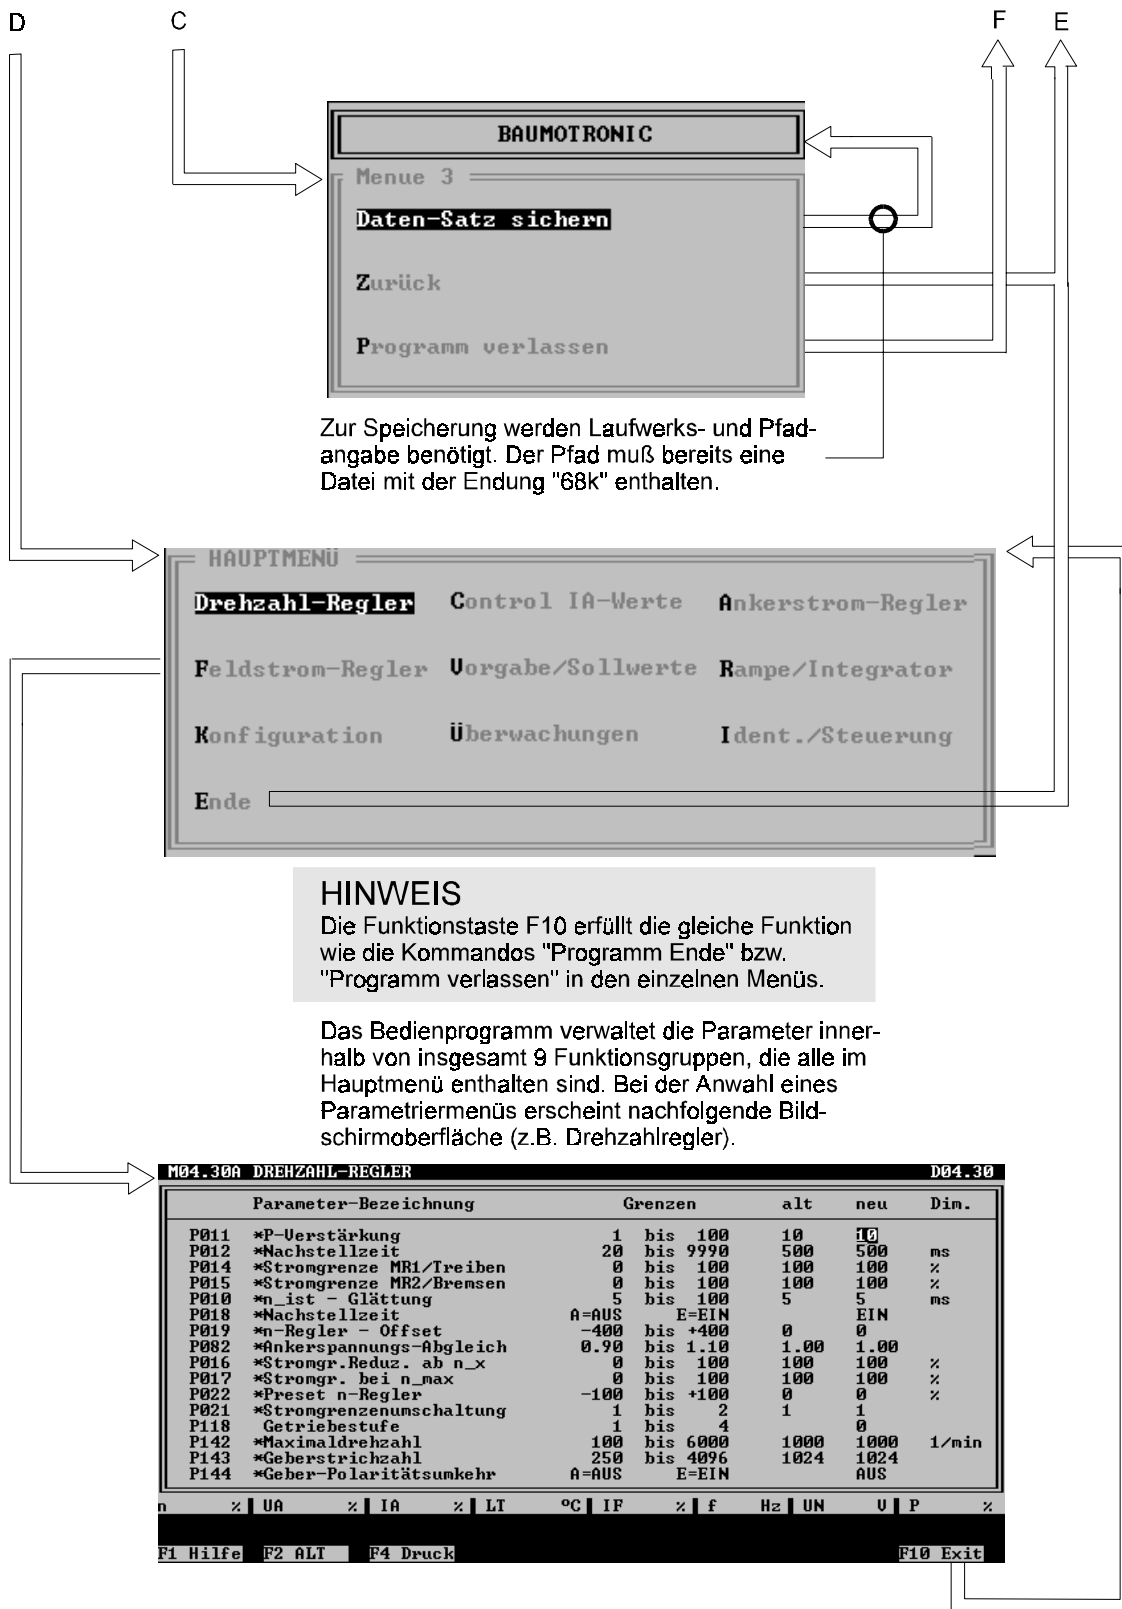 D C F E
BAUMOTRONIC
Menue 3
Daten-Satz sichern
Zurück
Programm verlassen
Zur Speicherung werden Laufwerks- und Pfad-
angabe benötigt. Der Pfad muß bereits eine
Datei mit der Endung "68k" enthalten.
HAUPTMENÜ
Drehzahl-Regler Control IA-Werte Ankerstrom-Regler
Feldstrom-Regler Vorgabe/Sollwerte Rampe/Integrator
Konfiguration Überwachungen Ident./Steuerung
Ende
HINWEIS
Die Funktionstaste F10 erfüllt die gleiche Funktion
wie die Kommandos "Programm Ende" bzw.
"Programm verlassen" in den einzelnen Menüs.
Das Bedienprogramm verwaltet die Parameter inner-
halb von insgesamt 9 Funktionsgruppen, die alle im
Hauptmenü enthalten sind. Bei der Anwahl eines
Parametriermenüs erscheint nachfolgende Bild-
schirmoberfläche (z.B. Drehzahlregler).
M04.30A DREHZAHL-REGLER D04.30
Parameter-Bezeichnung Grenzen alt neu Dim.
P011 *P-Verstärkung 1 bis 100 10 10
P012 *Nachstellzeit 20 bis 9990 500 500 ms
P014 *Stromgrenze MR1/Treiben 0 bis 100 100 100 %
P015 *Stromgrenze MR2/Bremsen 0 bis 100 100 100 %
P010 *n_ist - Glättung 5 bis 100 5 5 ms
P018 *Nachstellzeit A=AUS E=EIN EIN
P019 *n-Regler - Offset -400 bis +400 0 0
P082 *Ankerspannungs-Abgleich 0.90 bis 1.10 1.00 1.00
P016 *Stromgr.Reduz. ab n_x 0 bis 100 100 100 %
P017 *Stromgr. bei n_max 0 bis 100 100 100 %
P022 *Preset n-Regler -100 bis +100 0 0 %
P021 *Stromgrenzenumschaltung 1 bis 2 1 1
P118 Getriebestufe 1 bis 4 0
P142 *Maximaldrehzahl 100 bis 6000 1000 1000 1/min
P143 *Geberstrichzahl 250 bis 4096 1024 1024
P144 *Geber-Polaritätsumkehr A=AUS E=EIN AUS
n % UA % IA % LT ºC IF % f Hz UN V P %
F1 Hilfe F2 ALT F4 Druck F10 Exit